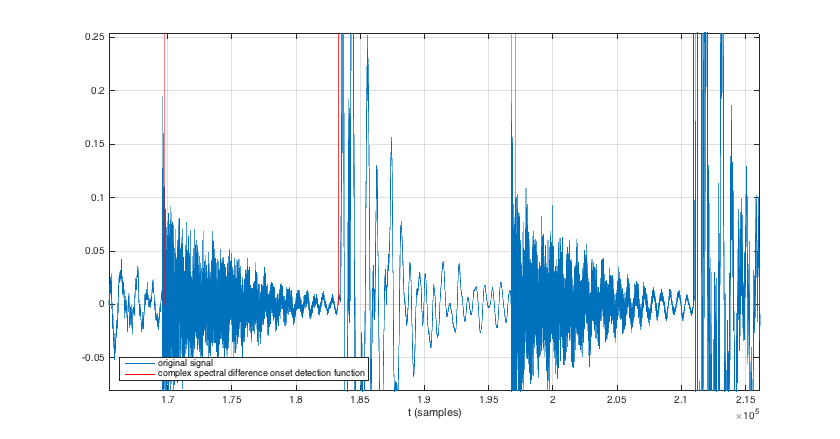 0.25
0.2
0.15
0.1
0.05
0
-0.05
original signal
complex spectral difference onset detection function
1.7 1.75 1.8 1.85 1.9 1.95 2 2.05 2.1 2.15
t (samples)
×10⁵